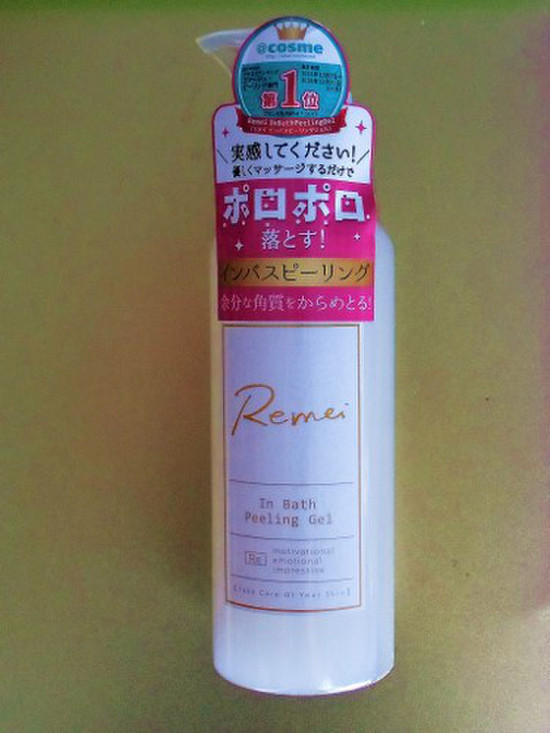 @cosme
第1位
Remei InBathPeelingGel
＼実感してください！／
優しくマッサージするだけで
ポロポロ
落とす！
インバスピーリング
余分な角質をからめとる！
Remei
In Bath
Peeling Gel
Re
motivational
emotional
impressive
[Take Care Of Your Skin]